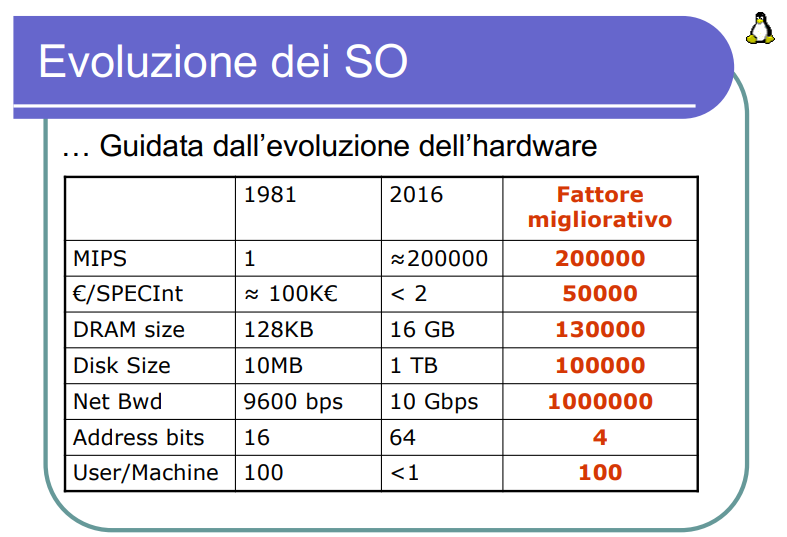 Evoluzione dei SO
… Guidata dall’evoluzione dell’hardware
1981 2016 Fattore
migliorativo
MIPS 1 ≈200000 200000
€/SPECInt ≈ 100K€ < 2 50000
DRAM size 128KB 16 GB 130000
Disk Size 10MB 1 TB 100000
Net Bwd 9600 bps 10 Gbps 1000000
Address bits 16 64 4
User/Machine 100 <1 100